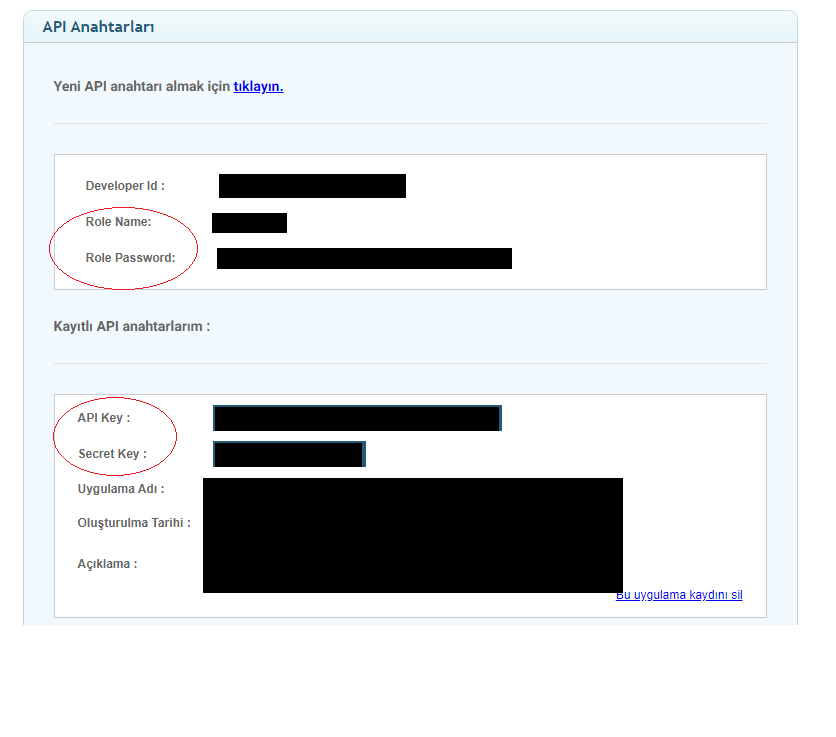 API Anahtarları
Yeni API anahtarı almak için tıklayın.
Developer Id :
Role Name:
Role Password:
Kayıtlı API anahtarlarım :
API Key :
Secret Key :
Uygulama Adı :
Oluşturulma Tarihi :
Açıklama :
Bu uygulama kaydını sil